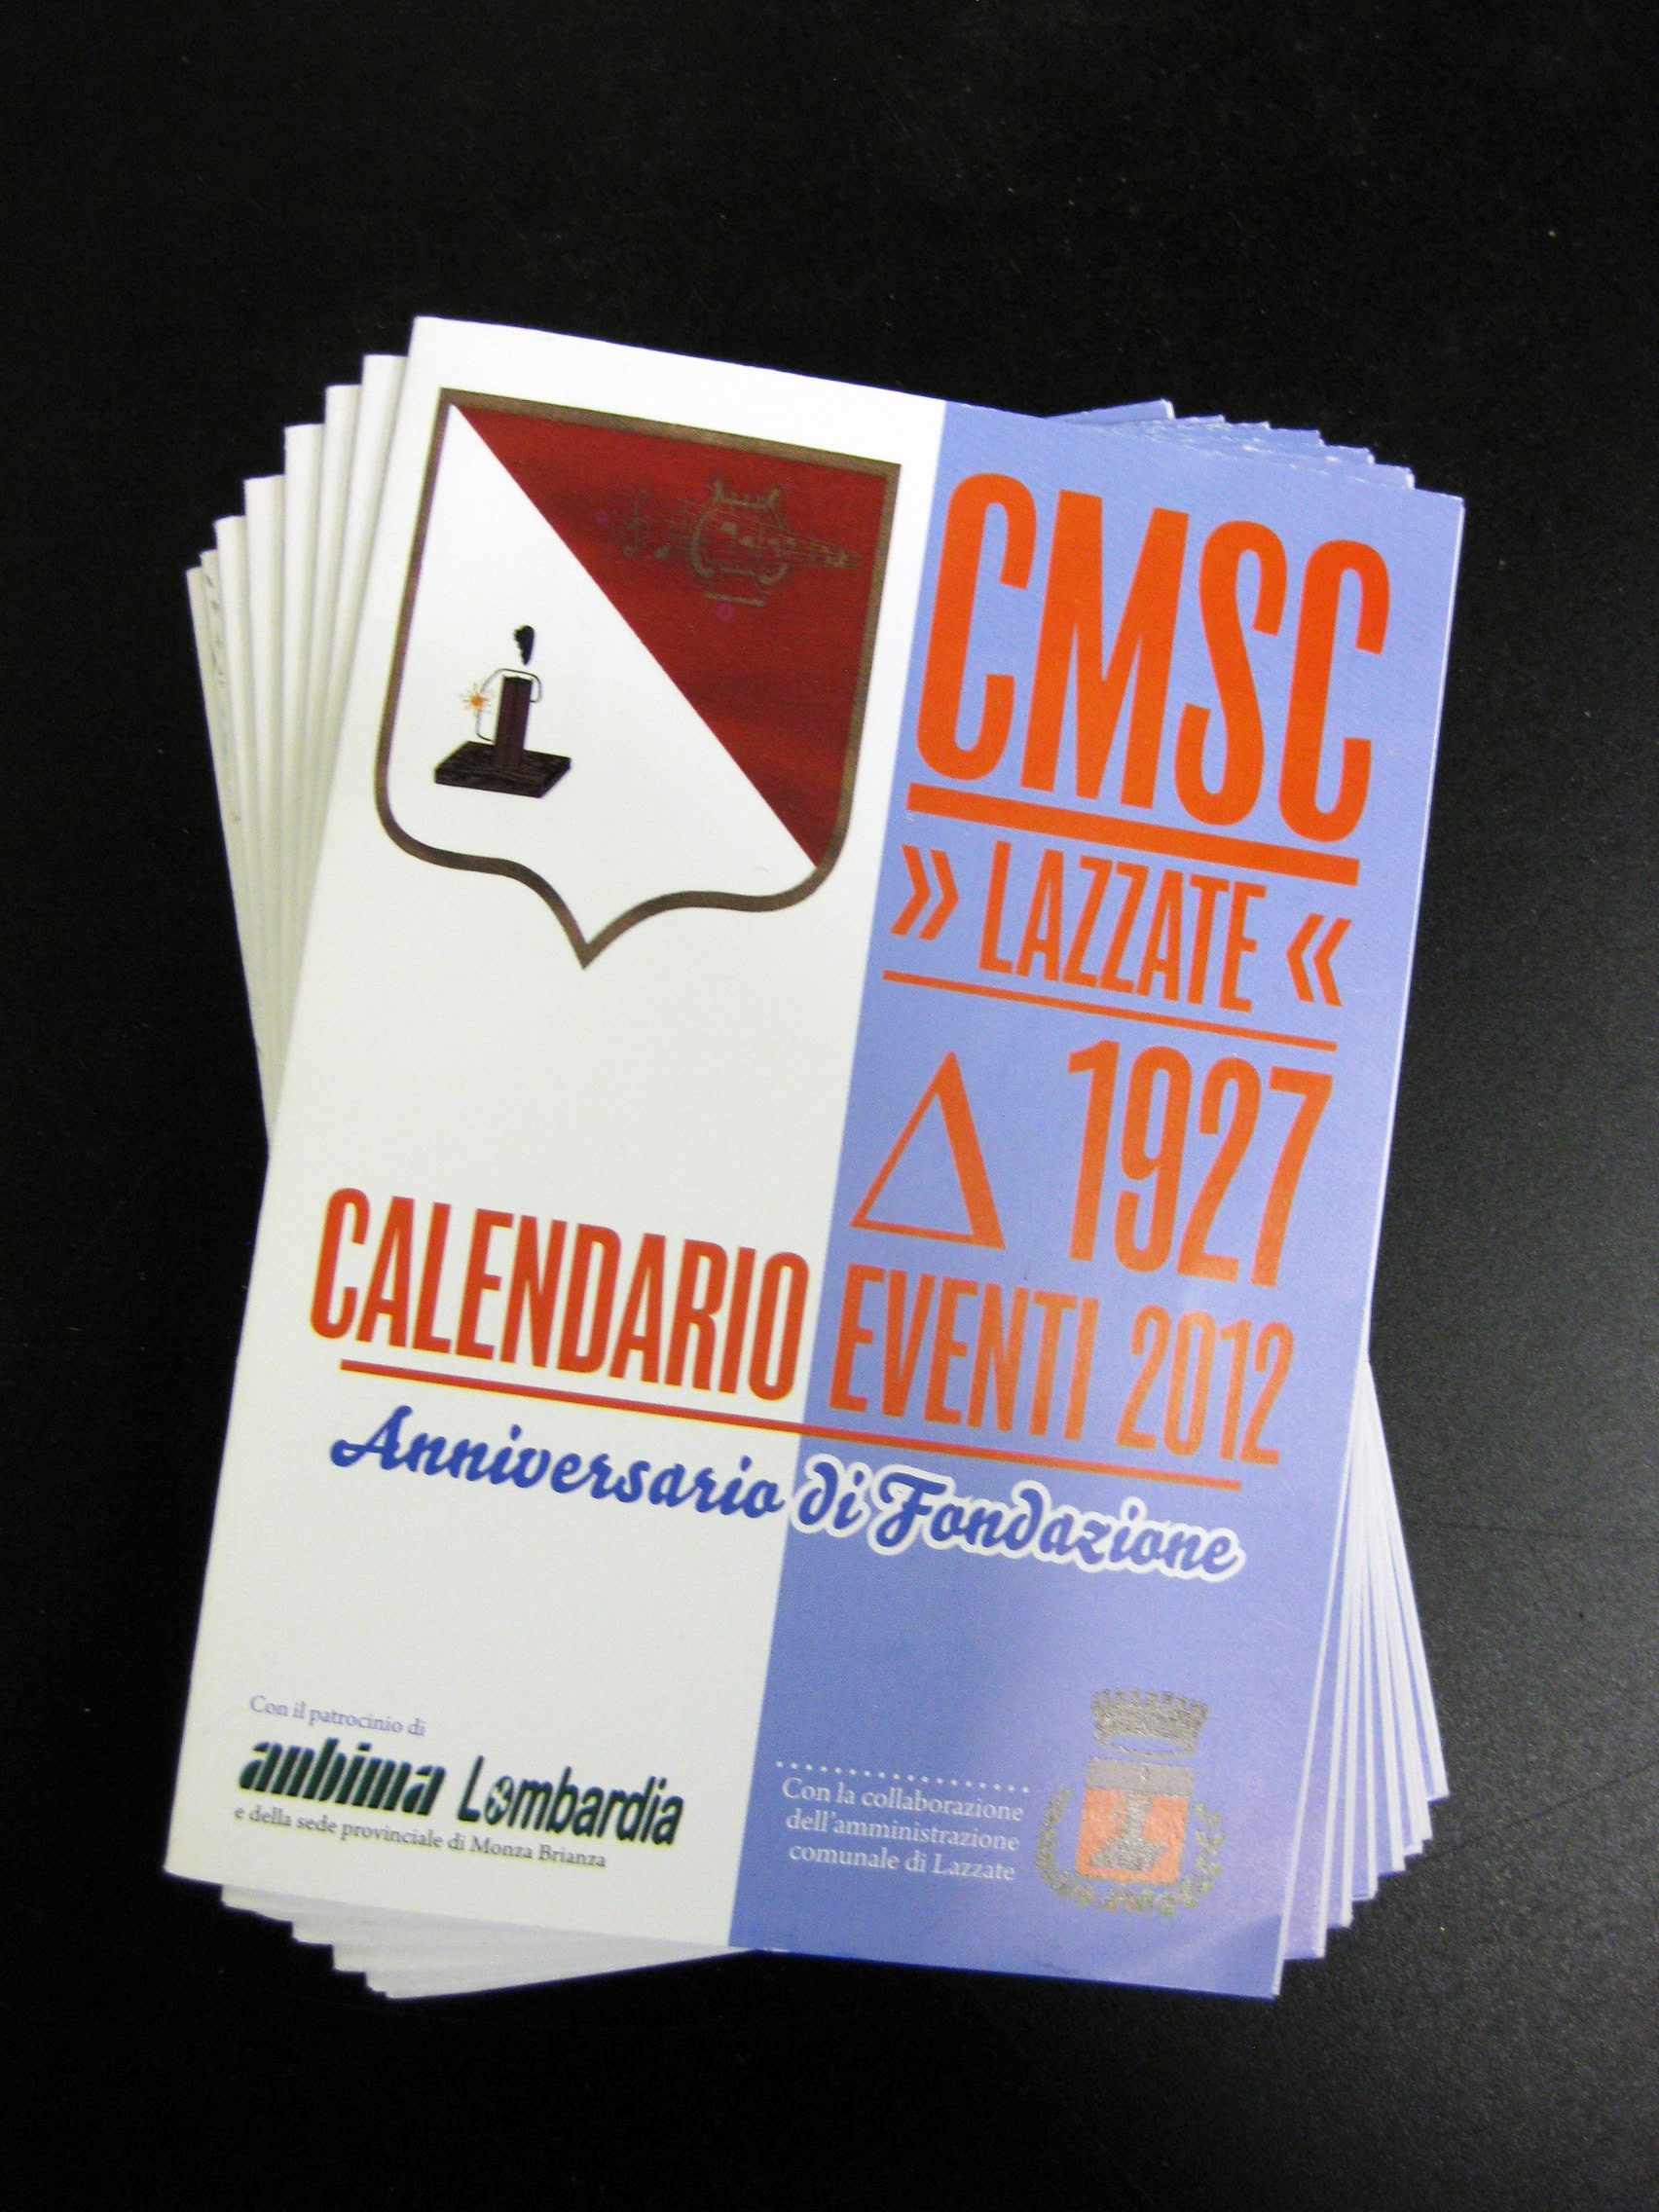 CMSC
» LAZZATE «
Δ 1927
CALENDARIO EVENTI 2012
Anniversario di Fondazione
Con il patrocinio di
anbima Lombardia
e della sede provinciale di Monza Brianza
Con la collaborazione
dell'amministrazione
comunale di Lazzate